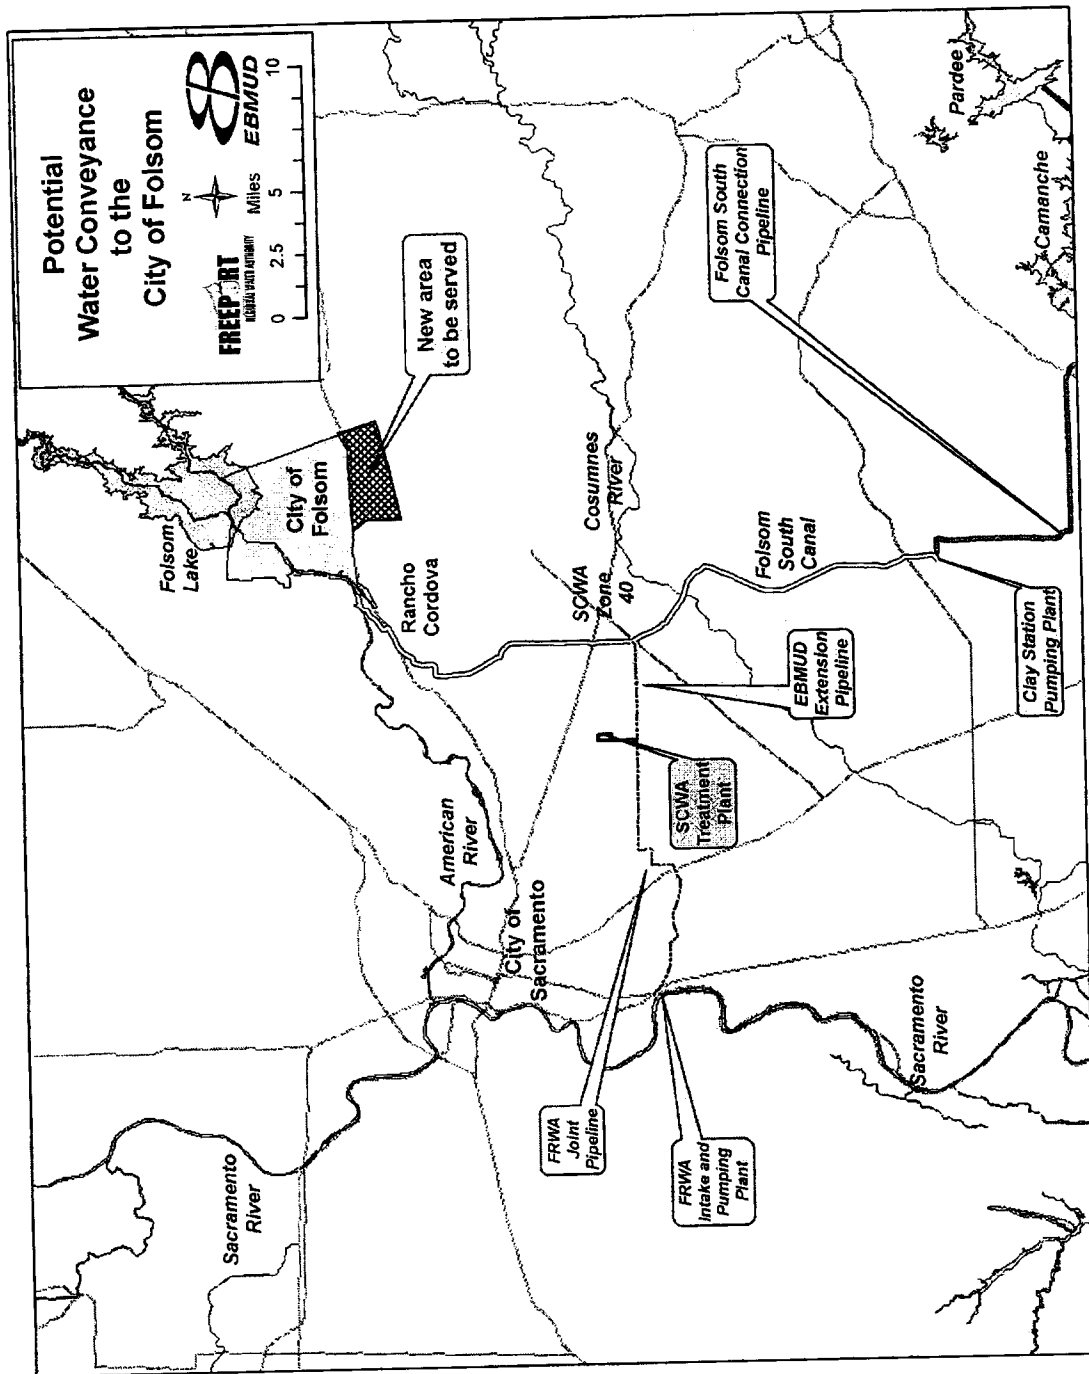 Potential
Water Conveyance
to the
City of Folsom
FREEPORT
REGIONAL WATER AUTHORITY
N
EBMUD
0 2.5 5 10
Miles
New area
to be served
Folsom
Lake
City of
Folsom
Rancho
Cordova
American
River
City of
Sacramento
Sacramento
River
SCWA
Zone
40
Cosumnes
River
Folsom
South
Canal
Folsom South
Canal Connection
Pipeline
Pardee
Camanche
FRWA
Joint
Pipeline
SCWA
Treatment
Plant
EBMUD
Extension
Pipeline
FRWA
Intake and
Pumping
Plant
Sacramento
River
Clay Station
Pumping Plant